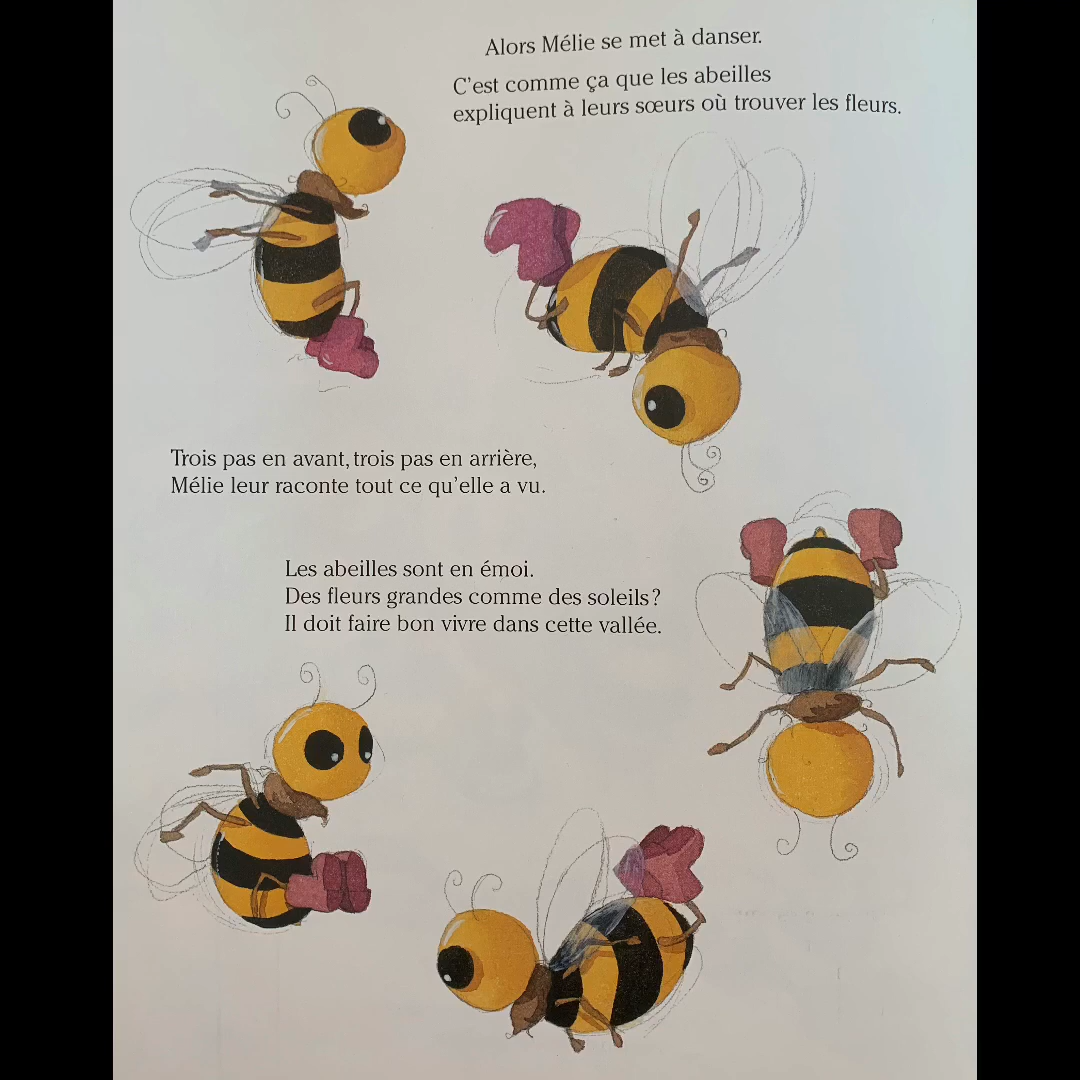 Alors Mélie se met à danser.
C'est comme ça que les abeilles
expliquent à leurs sœurs où trouver les fleurs.
Trois pas en avant, trois pas en arrière,
Mélie leur raconte tout ce qu'elle a vu.
Les abeilles sont en émoi.
Des fleurs grandes comme des soleils ?
Il doit faire bon vivre dans cette vallée.